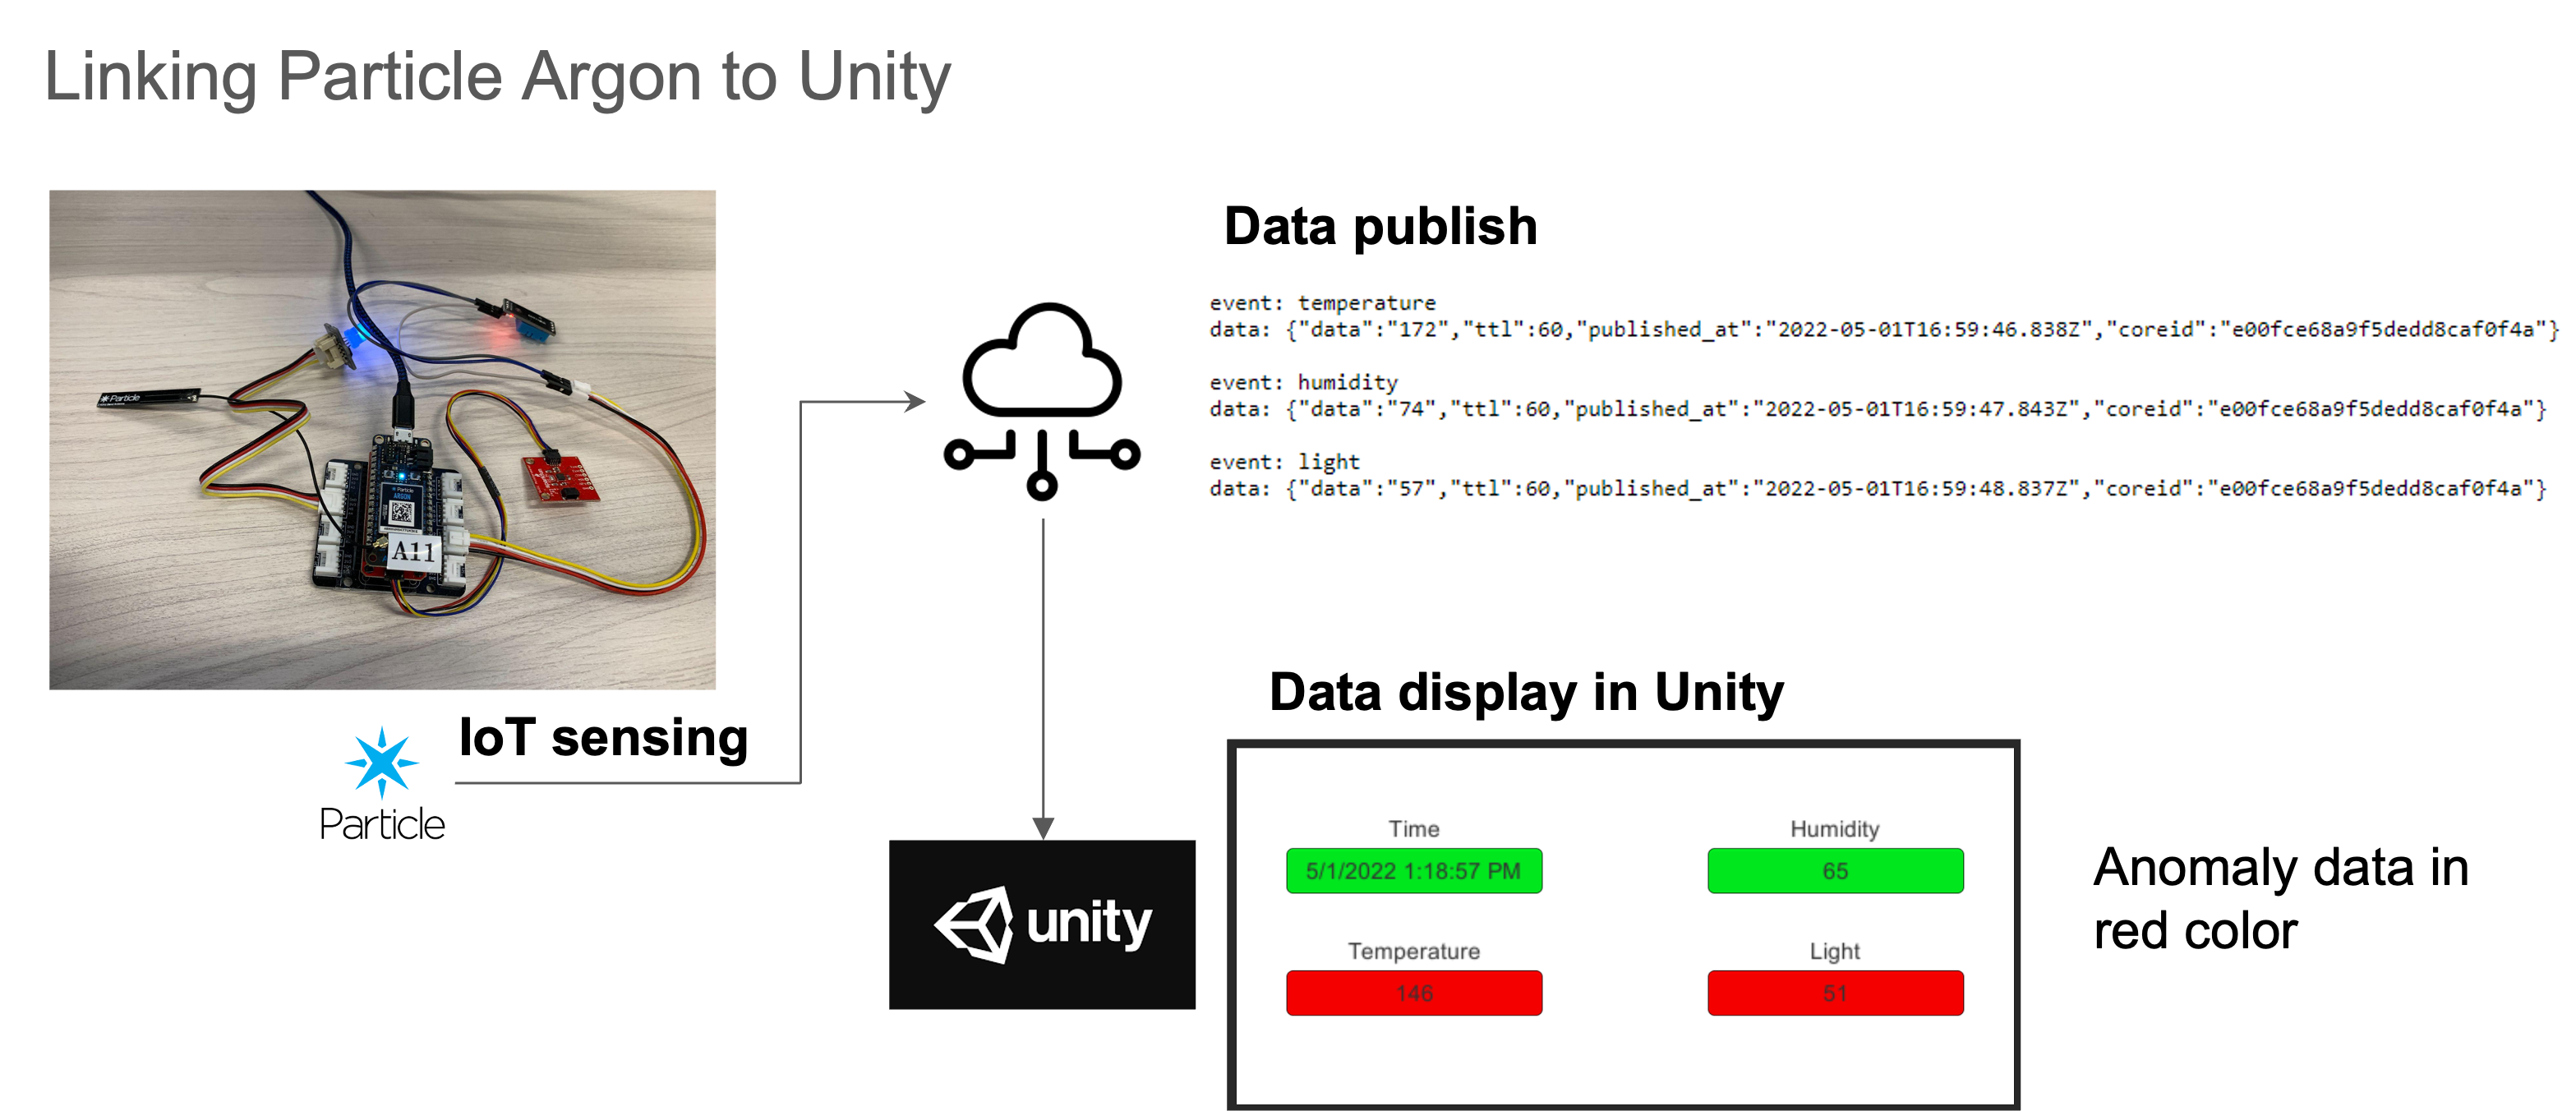 Linking Particle Argon to Unity
Particle
Particle
ARGON
A11
IoT sensing
Particle
Data publish
event: temperature
data: {"data":"172","ttl":60,"published_at":"2022-05-01T16:59:46.838Z","coreid":"e00fce68a9f5dedd8caf0f4a"}
event: humidity
data: {"data":"74","ttl":60,"published_at":"2022-05-01T16:59:47.843Z","coreid":"e00fce68a9f5dedd8caf0f4a"}
event: light
data: {"data":"57","ttl":60,"published_at":"2022-05-01T16:59:48.837Z","coreid":"e00fce68a9f5dedd8caf0f4a"}
unity
Data display in Unity
Time
5/1/2022 1:18:57 PM
Humidity
65
Temperature
146
Light
51
Anomaly data in
red color